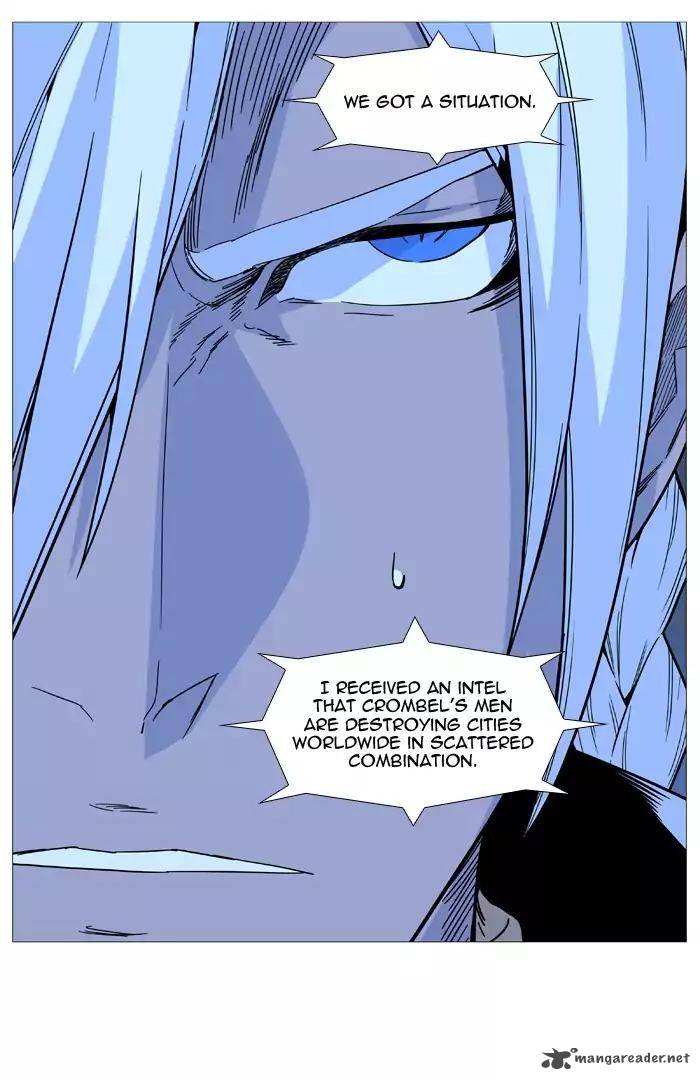 WE GOT A SITUATION.
I RECEIVED AN INTEL
THAT CROMBEL'S MEN
ARE DESTROYING CITIES
WORLDWIDE IN SCATTERED
COMBINATION.
mangareader.net